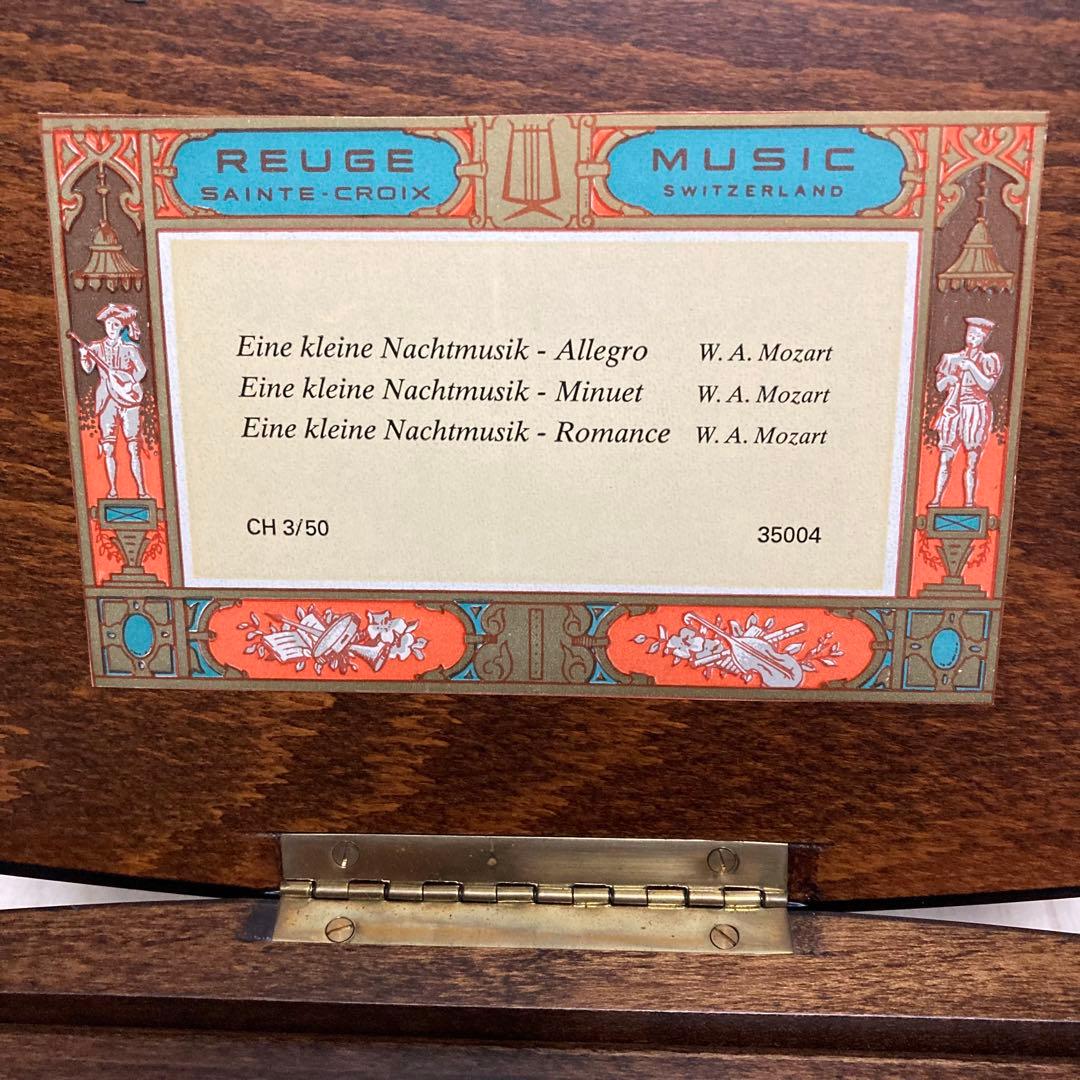 REUGE MUSIC
SAINTE-CROIX SWITZERLAND
Eine kleine Nachtmusik - Allegro W. A. Mozart
Eine kleine Nachtmusik - Minuet W. A. Mozart
Eine kleine Nachtmusik - Romance W. A. Mozart
CH 3/50 35004